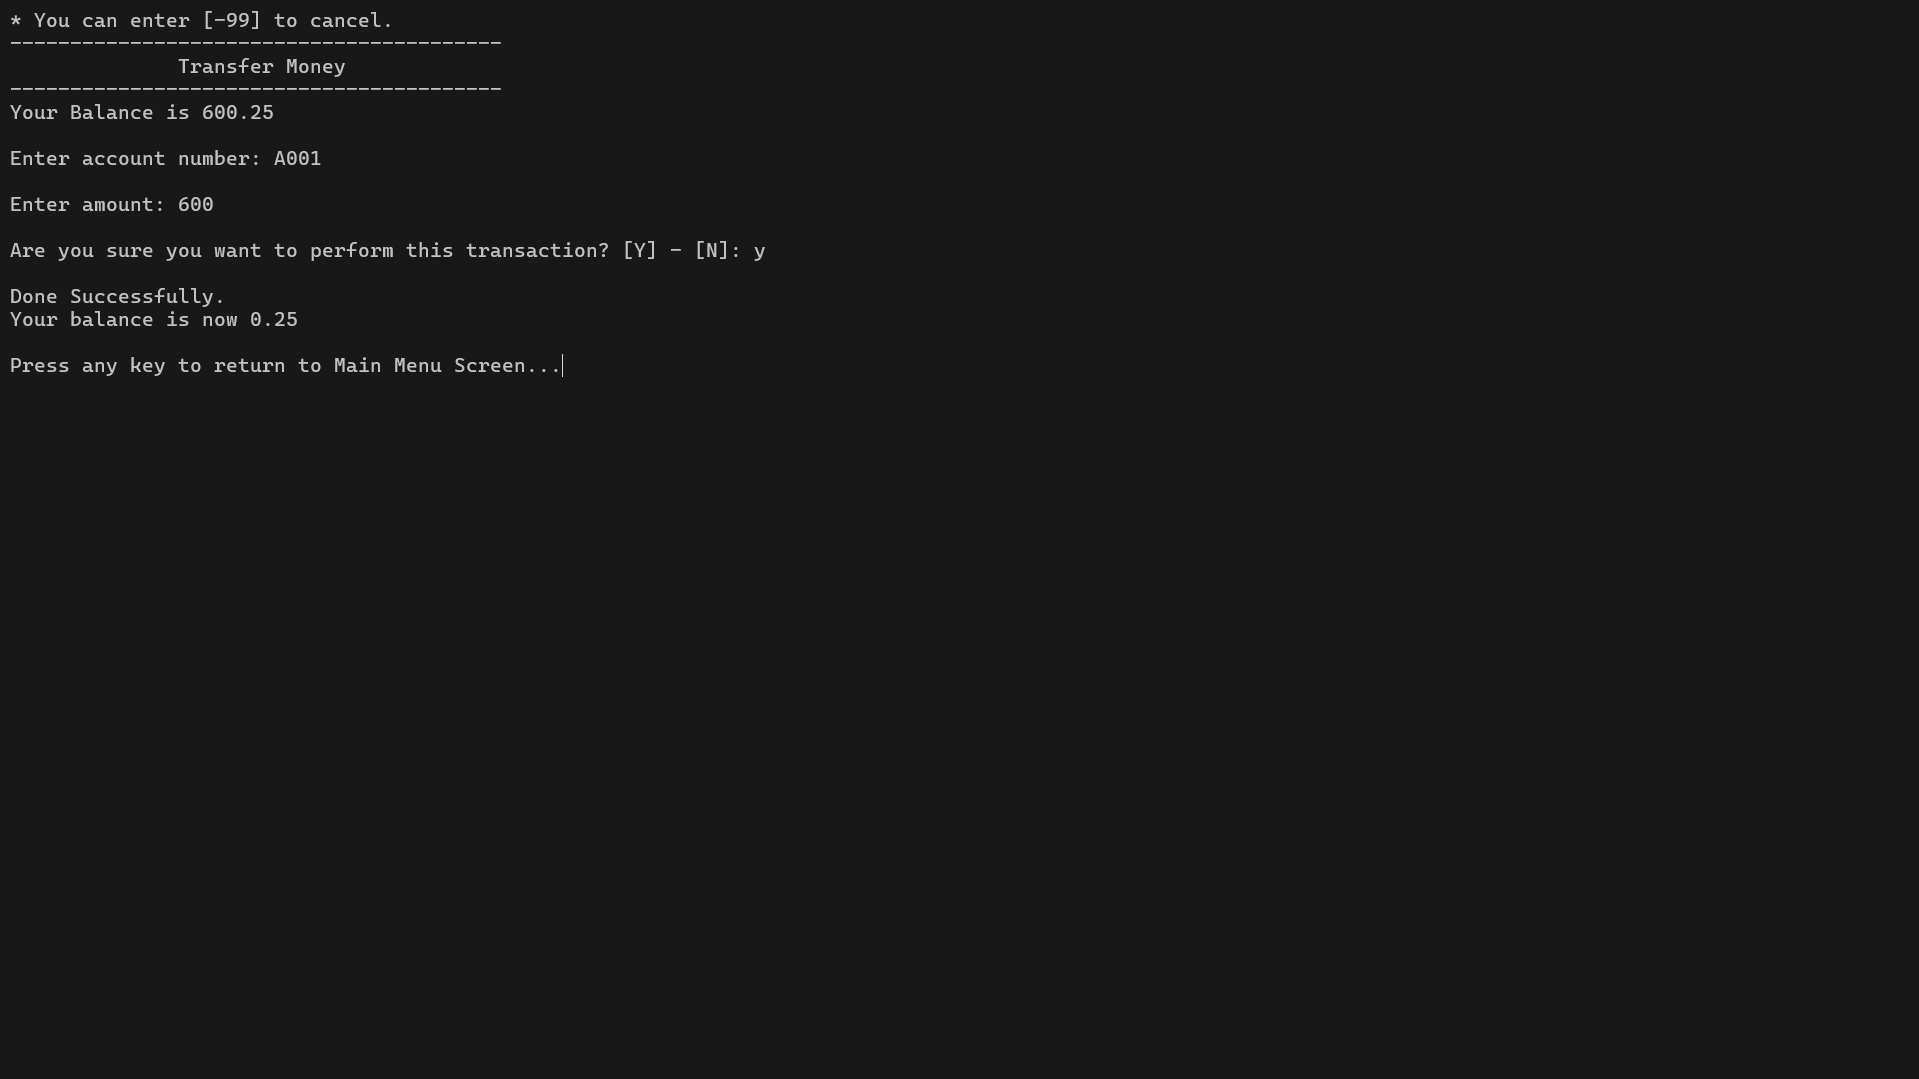 * You can enter [-99] to cancel.
-----------------------------------------
              Transfer Money
-----------------------------------------
Your Balance is 600.25
Enter account number: A001
Enter amount: 600
Are you sure you want to perform this transaction? [Y] - [N]: y
Done Successfully.
Your balance is now 0.25
Press any key to return to Main Menu Screen...